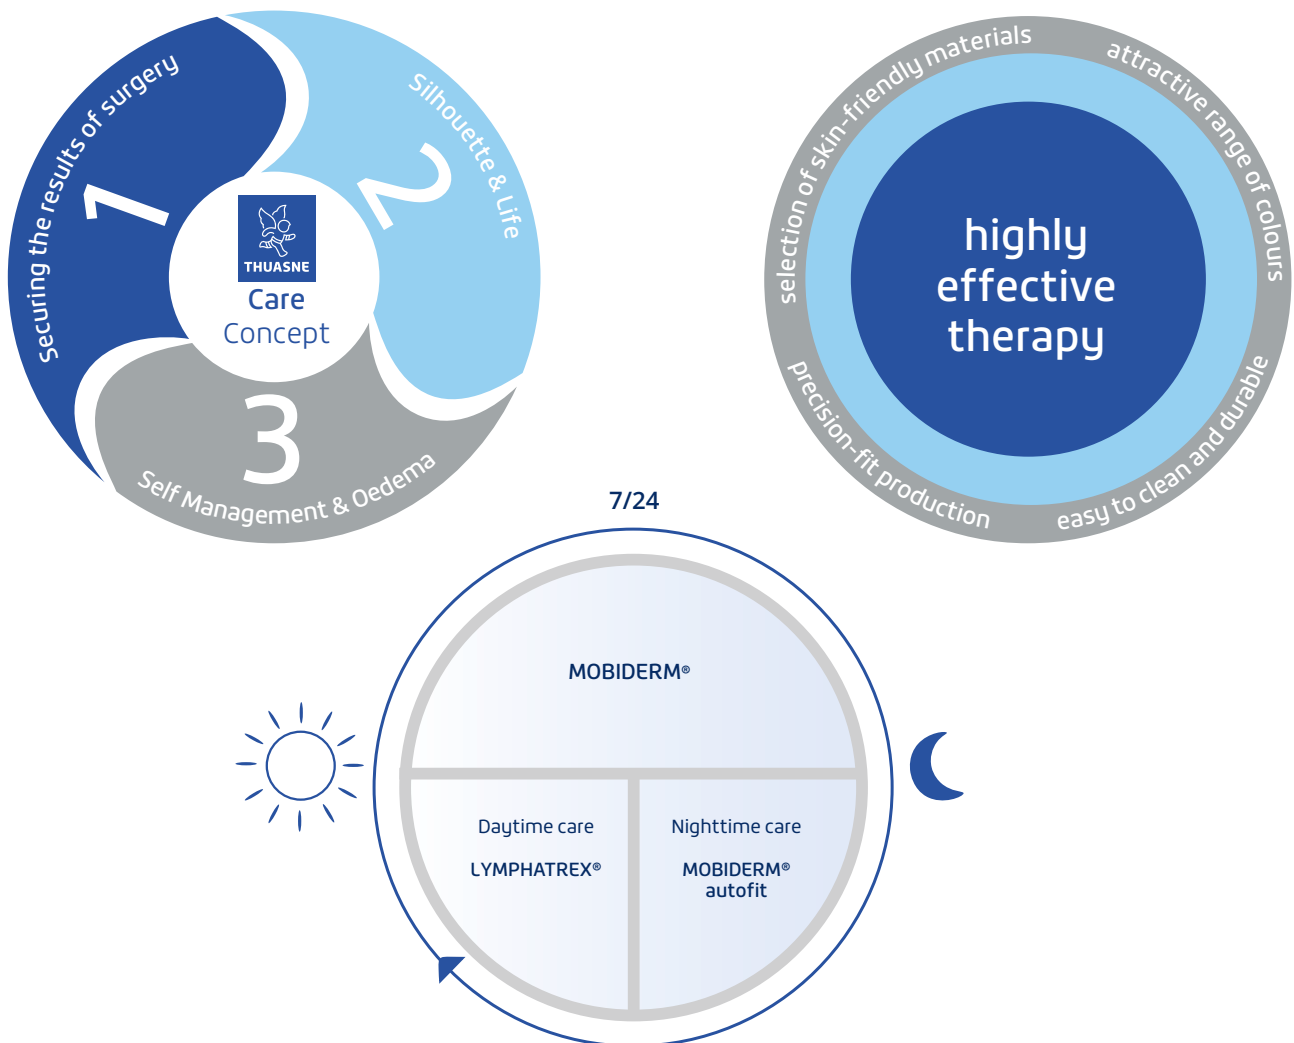 Securing the results of surgery
1
Silhouette & Life
2
THUASNE
Care
Concept
3
Self Management & Oedema
selection of skin-friendly materials
attractive range of colours
highly
effective
therapy
precision-fit production
easy to clean and durable
7/24
MOBIDERM®
Daytime care
LYMPHATREX®
Nighttime care
MOBIDERM®
autofit